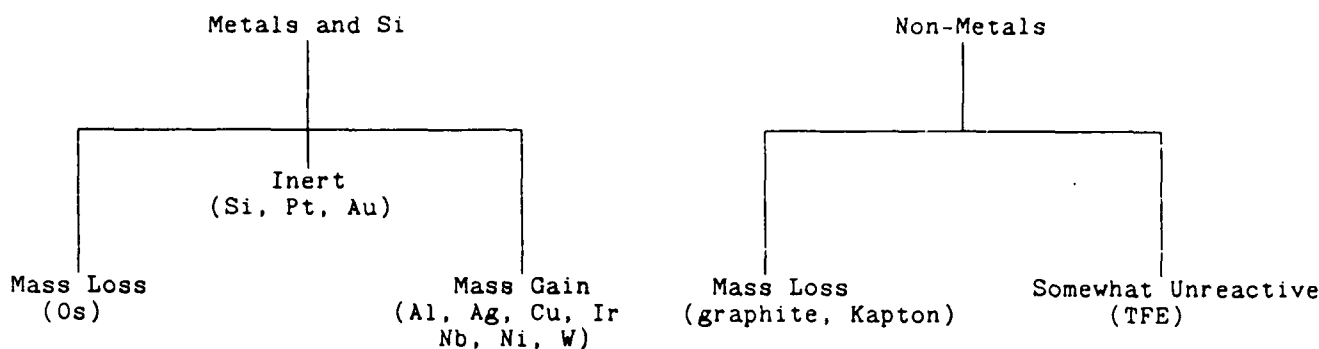 Metals and Si
Inert
(Si, Pt, Au)
Mass Loss
(Os)
Mass Gain
(Al, Ag, Cu, Ir
Nb, Ni, W)
Non-Metals
Mass Loss
(graphite, Kapton)
Somewhat Unreactive
(TFE)